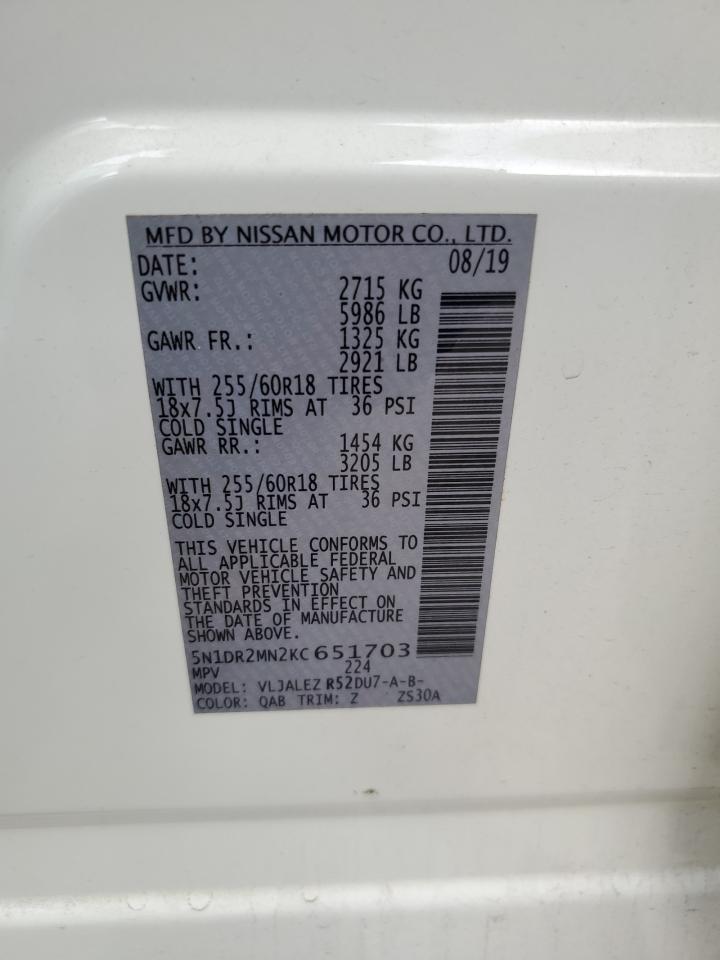 MFD BY NISSAN MOTOR CO., LTD.
DATE: 08/19
GVWR: 2715 KG
5986 LB
GAWR FR.: 1325 KG
2921 LB
WITH 255/60R18 TIRES
18x7.5J RIMS AT 36 PSI
COLD SINGLE
GAWR RR.: 1454 KG
3205 LB
WITH 255/60R18 TIRES
18x7.5J RIMS AT 36 PSI
COLD SINGLE
THIS VEHICLE CONFORMS TO
ALL APPLICABLE FEDERAL
MOTOR VEHICLE SAFETY AND
THEFT PREVENTION
STANDARDS IN EFFECT ON
THE DATE OF MANUFACTURE
SHOWN ABOVE.
5N1DR2MN2KC651703
MPV 224
MODEL: VLJALEZ R52DU7-A-B-
COLOR: QAB TRIM: Z ZS30A